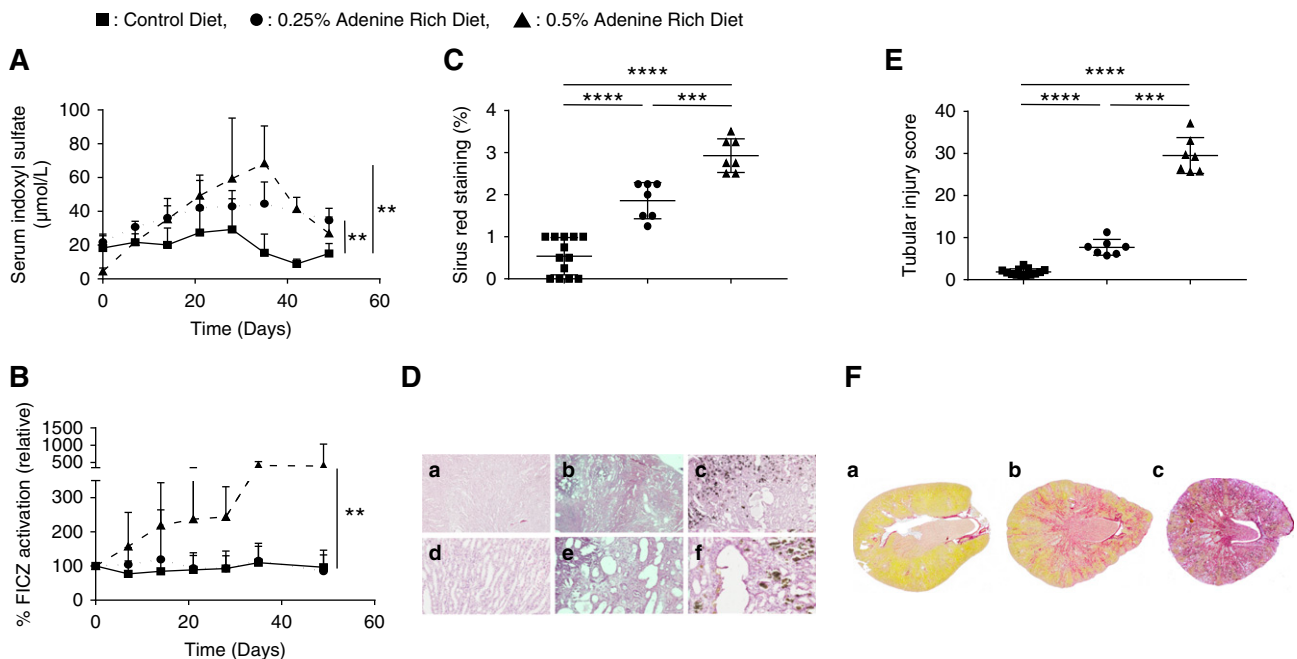 ■ : Control Diet, ● : 0.25% Adenine Rich Diet, ▲ : 0.5% Adenine Rich Diet
A
Serum indoxyl sulfate
(μmol/L)
100
80
60
40
20
0
0 20 40 60
Time (Days)
**
**
C
Sirus red staining (%)
4
3
2
1
0
****
**** ***
E
Tubular injury score
40
30
20
10
0
****
**** ***
B
% FICZ activation (relative)
1500
1000
500
300
200
100
0
0 20 40 60
Time (Days)
**
D
a b c
d e f
F
a b c